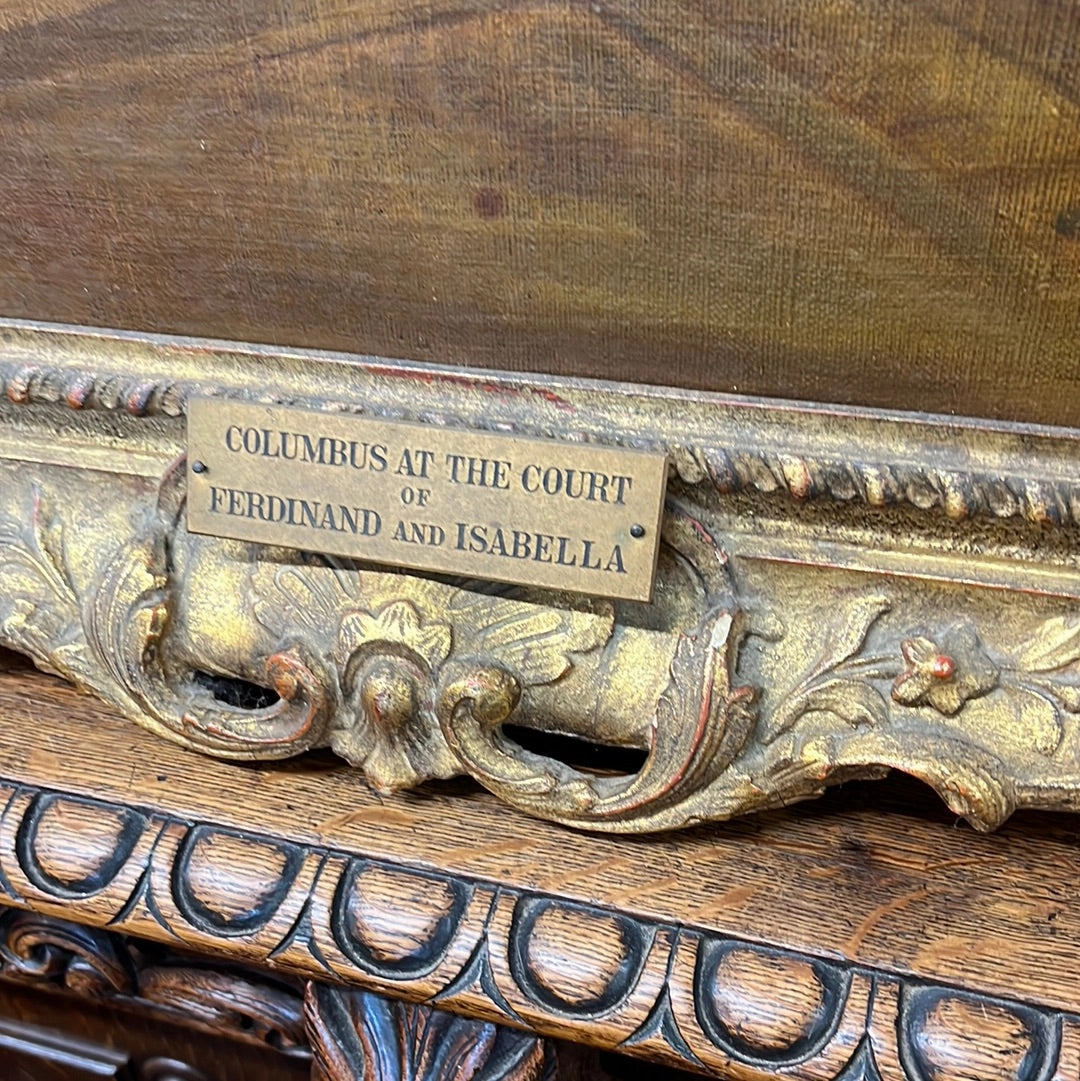 COLUMBUS AT THE COURT
OF
FERDINAND AND ISABELLA